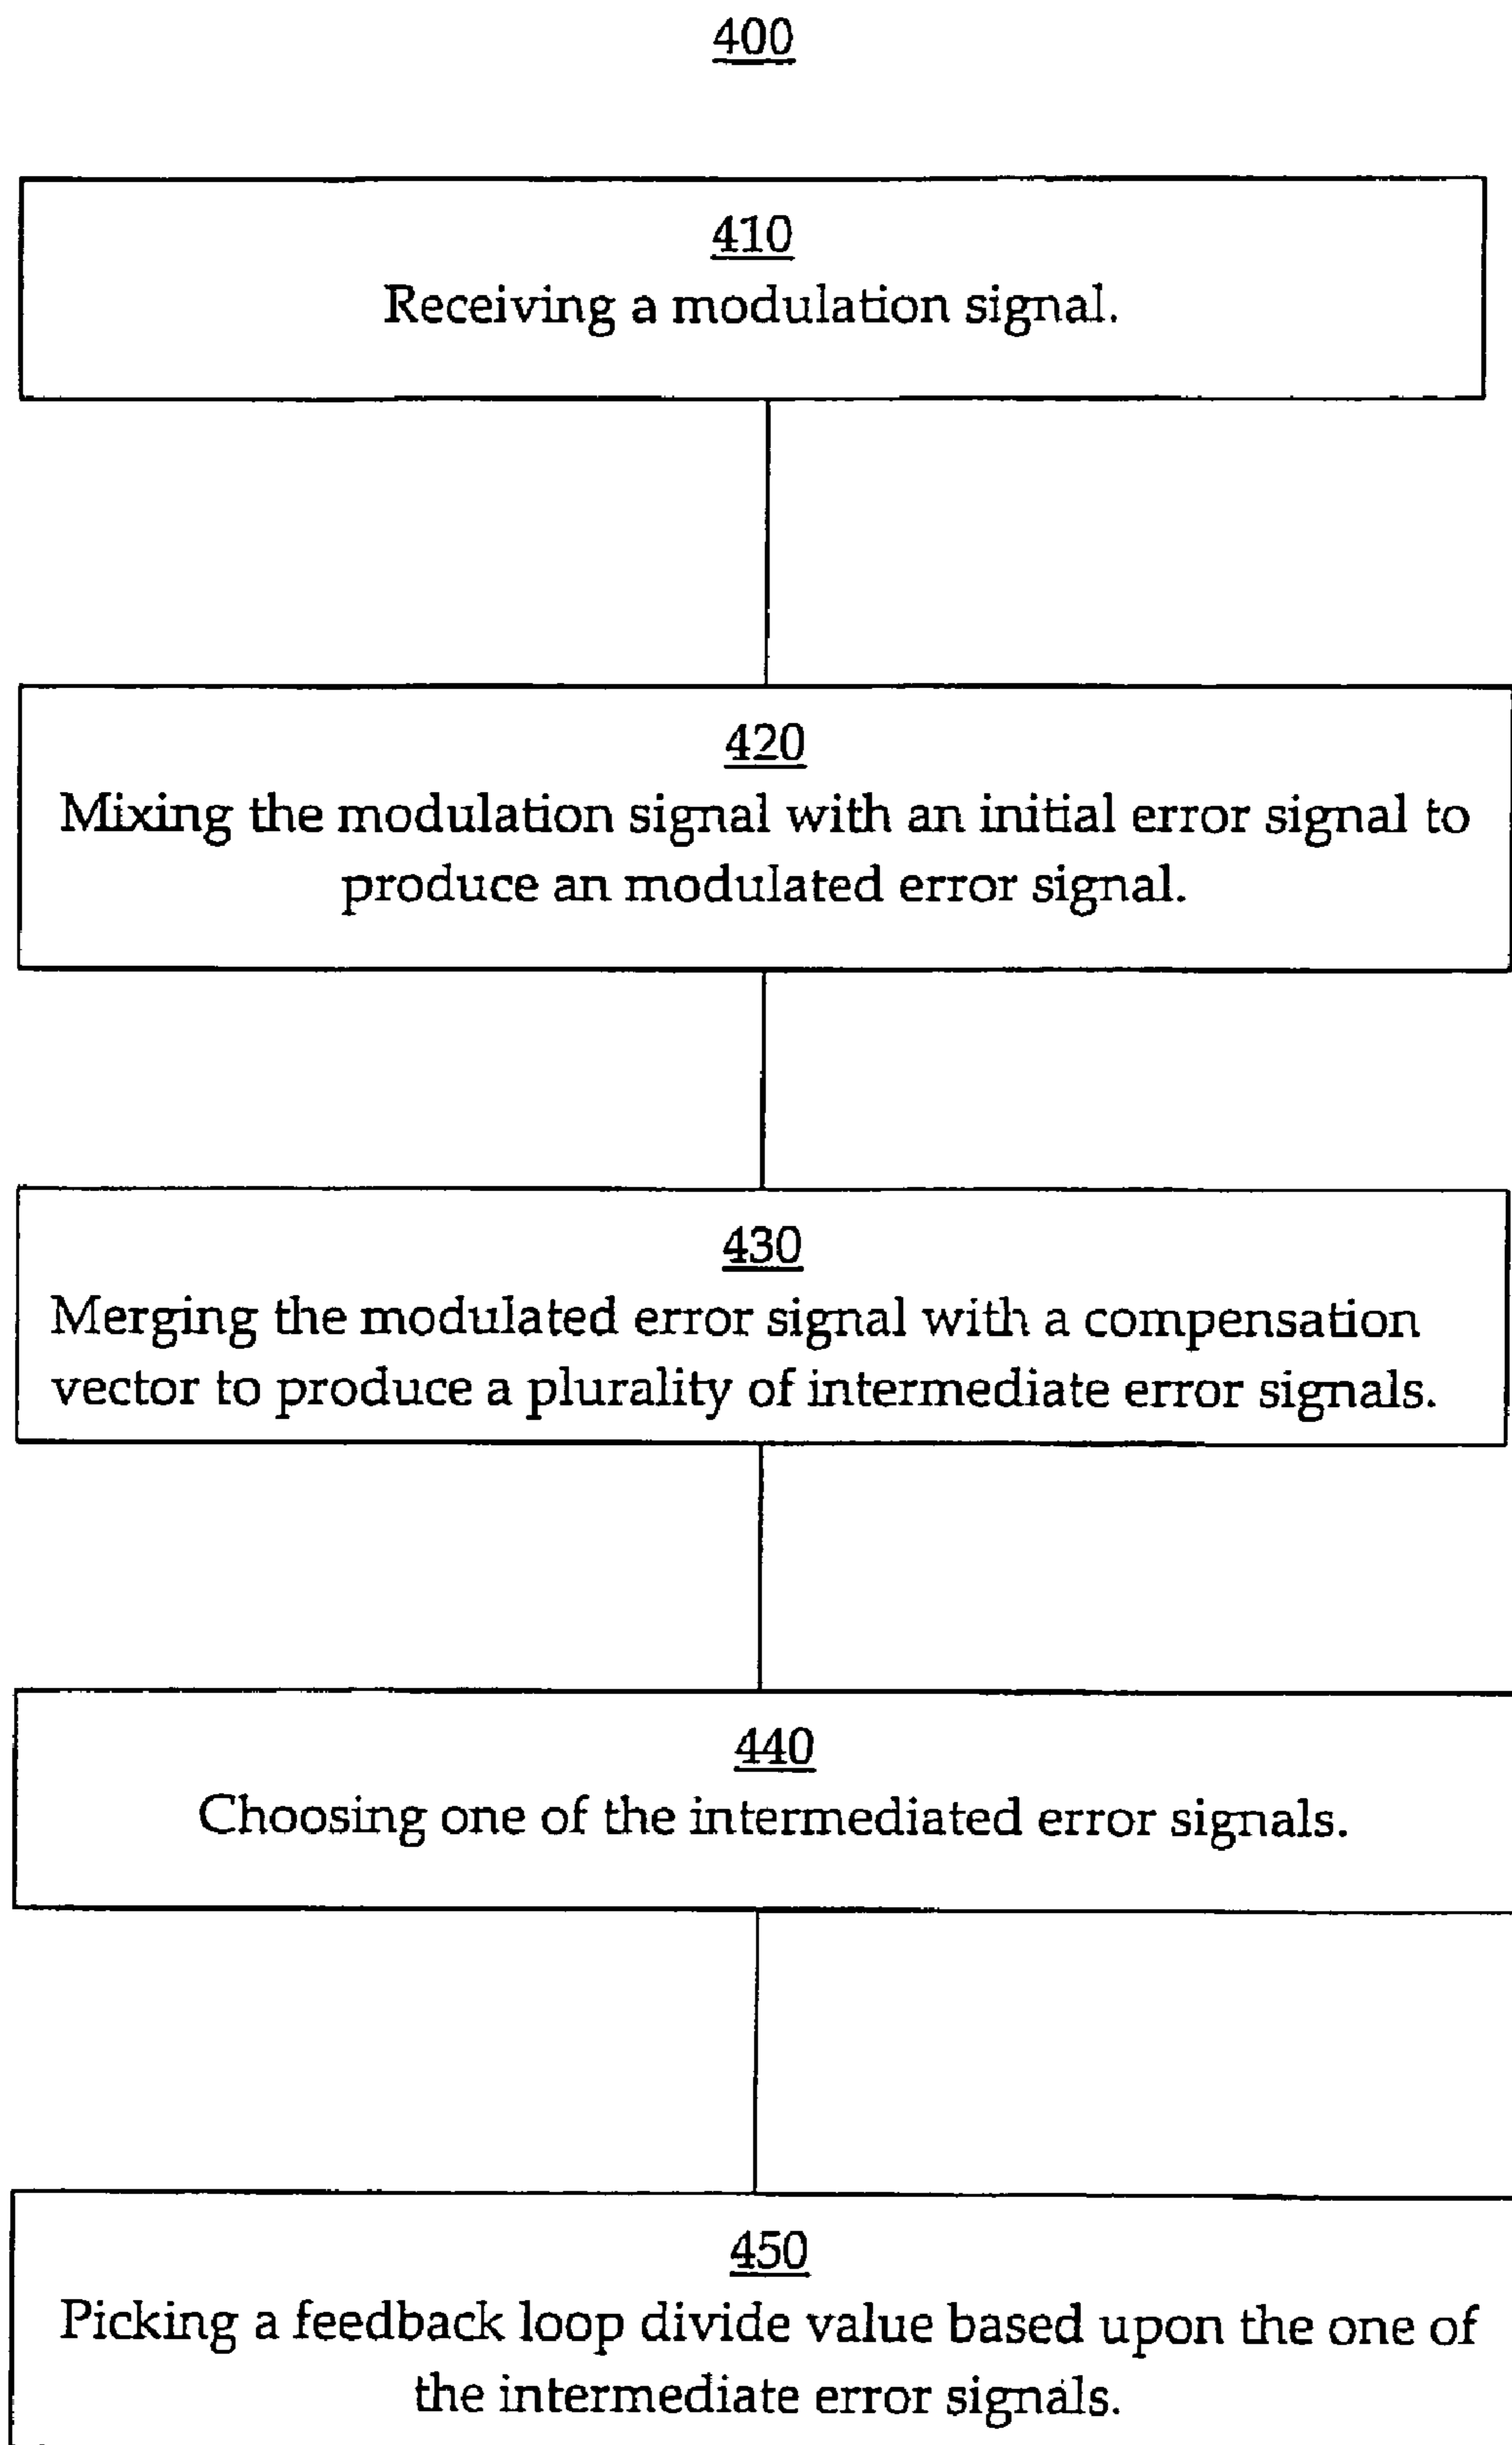 400
410
Receiving a modulation signal.
420
Mixing the modulation signal with an initial error signal to
produce an modulated error signal.
430
Merging the modulated error signal with a compensation
vector to produce a plurality of intermediate error signals.
440
Choosing one of the intermediated error signals.
450
Picking a feedback loop divide value based upon the one of
the intermediate error signals.